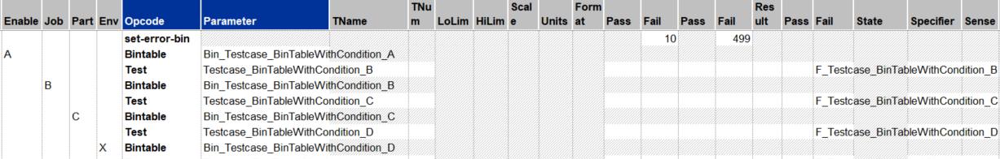 Enable Job Part Env Opcode Parameter TName TNum LoLim HiLim Scale Units Format Pass Fail Pass Fail Result Pass Fail State Specifier Sense
set-error-bin 10 499
A Bintable Bin_Testcase_BinTableWithCondition_A
Test Testcase_BinTableWithCondition_B F_Testcase_BinTableWithCondition_B
B Bintable Bin_Testcase_BinTableWithCondition_B
Test Testcase_BinTableWithCondition_C F_Testcase_BinTableWithCondition_C
C Bintable Bin_Testcase_BinTableWithCondition_C
Test Testcase_BinTableWithCondition_D F_Testcase_BinTableWithCondition_D
X Bintable Bin_Testcase_BinTableWithCondition_D